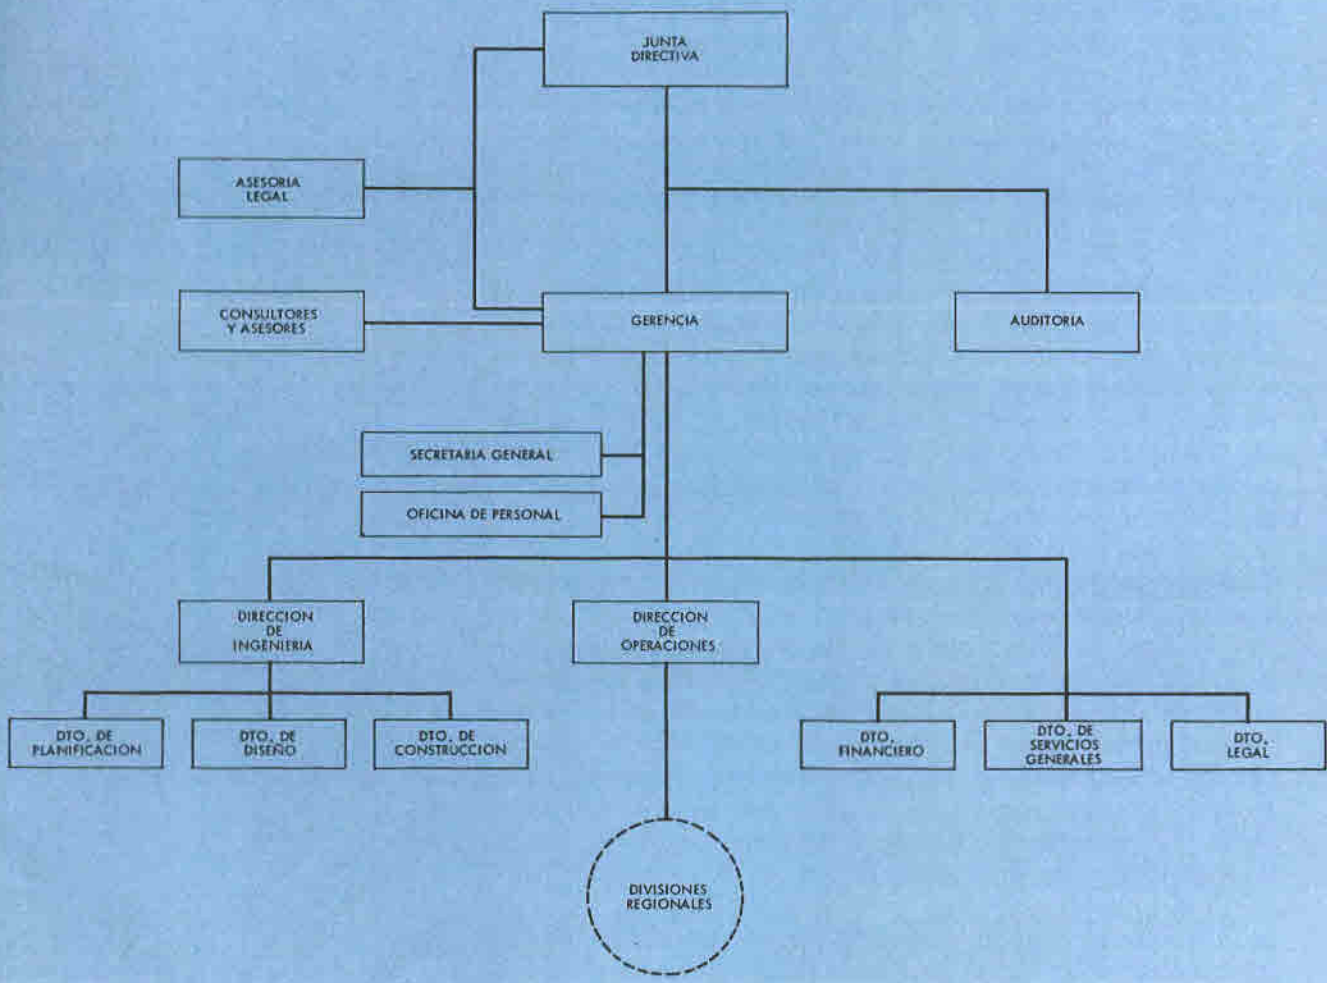 JUNTA
DIRECTIVA
ASESORIA
LEGAL
CONSULTORES
Y ASESORES
GERENCIA
AUDITORIA
SECRETARIA GENERAL
OFICINA DE PERSONAL
DIRECCION
DE
INGENIERIA
DIRECCION
DE
OPERACIONES
DTO. DE
PLANIFICACION
DTO. DE
DISEÑO
DTO. DE
CONSTRUCCION
DTO.
FINANCIERO
DTO. DE
SERVICIOS
GENERALES
DTO.
LEGAL
DIVISIONES
REGIONALES